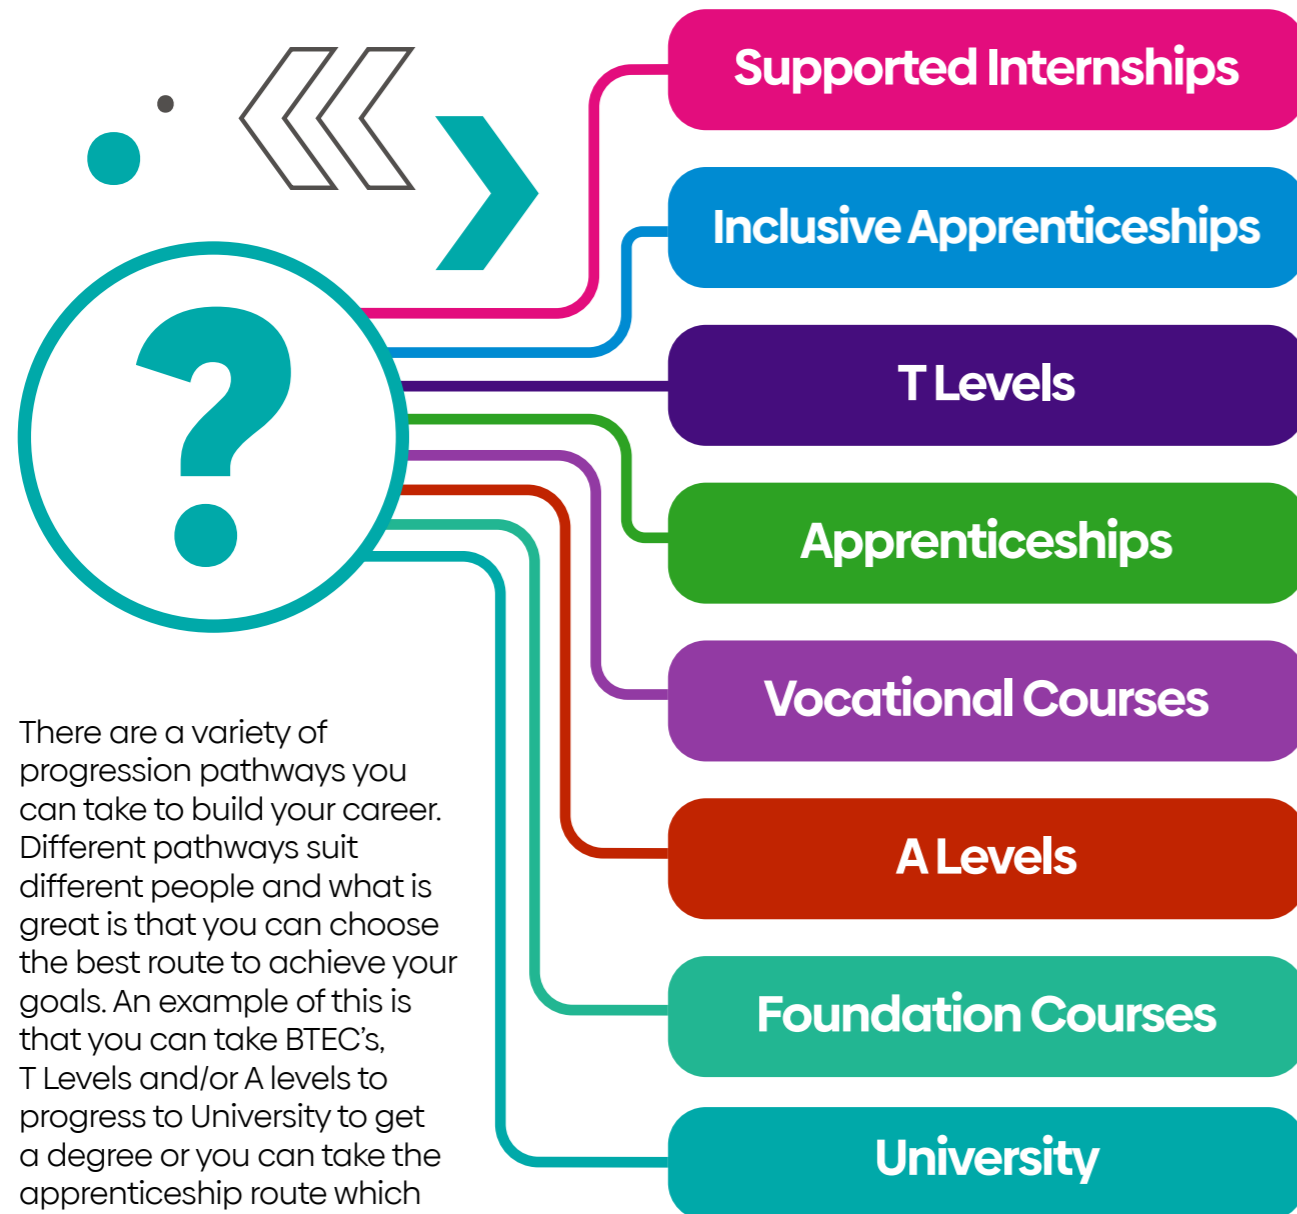 Supported Internships
Inclusive Apprenticeships
T Levels
Apprenticeships
Vocational Courses
A Levels
Foundation Courses
University
?
There are a variety of
progression pathways you
can take to build your career.
Different pathways suit
different people and what is
great is that you can choose
the best route to achieve your
goals. An example of this is
that you can take BTEC’s,
T Levels and/or A levels to
progress to University to get
a degree or you can take the
apprenticeship route which